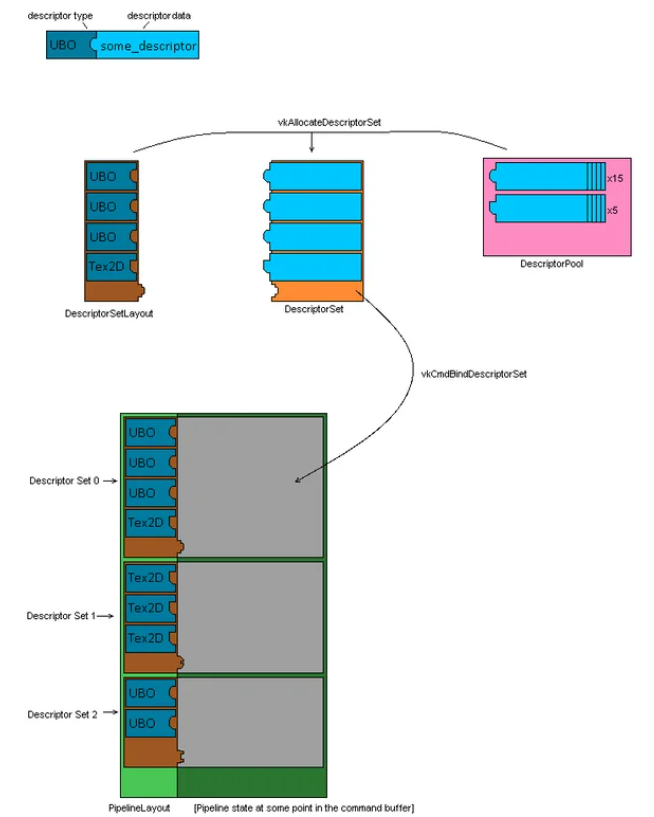 descriptor type
descriptor data
UBO
some_descriptor
vkAllocateDescriptorSet
UBO
UBO
UBO
Tex2D
DescriptorSetLayout
DescriptorSet
x15
x5
DescriptorPool
vkCmdBindDescriptorSet
Descriptor Set 0
UBO
UBO
UBO
Tex2D
Descriptor Set 1
Tex2D
Tex2D
Tex2D
Descriptor Set 2
UBO
UBO
PipelineLayout
[Pipeline state at some point in the command buffer]